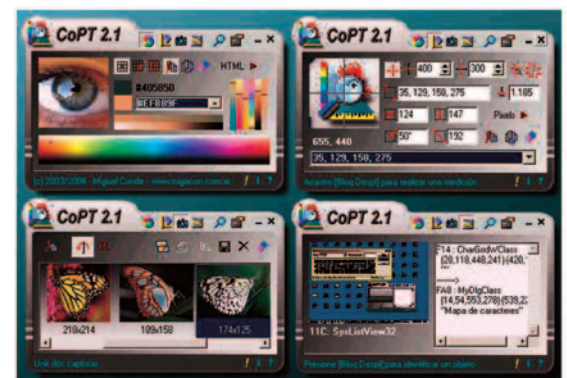 CoPT 2.1
HTML
#405850
#EFB89F
(c) 2003/2004 - Miguel Conde - www.migacon.com.ar
CoPT 2.1
400
300
35, 129, 158, 275
1.185
124
147
Pixels
655, 440
50°
192
35, 129, 158, 275
Arrastre [Bloq Despl] para realizar una medición
CoPT 2.1
218x214
189x158
174x125
Unir dos capturas
CoPT 2.1
F14 : CharGridWClass
(28,118,448,241)-(420,
FA8 : MyDlgClass
(14,54,553,278)-(539,22
"Mapa de caracteres"
11C: SysListView32
Presione [Bloq Despl] para identificar un objeto